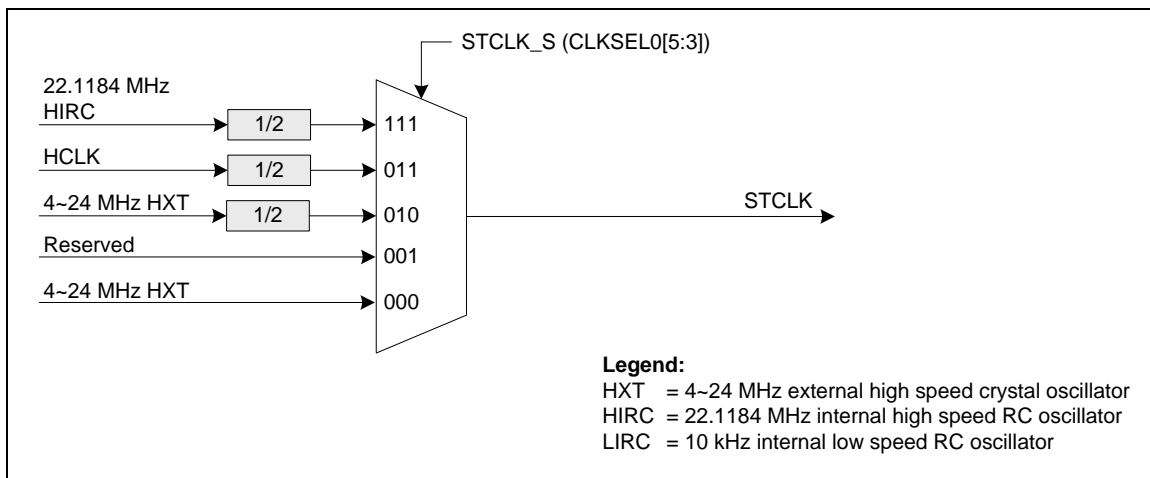 STCLK_S (CLKSEL0[5:3])
22.1184 MHz
HIRC
1/2
111
HCLK
1/2
011
4~24 MHz HXT
1/2
010
STCLK
Reserved
001
4~24 MHz HXT
000
Legend:
HXT = 4~24 MHz external high speed crystal oscillator
HIRC = 22.1184 MHz internal high speed RC oscillator
LIRC = 10 kHz internal low speed RC oscillator